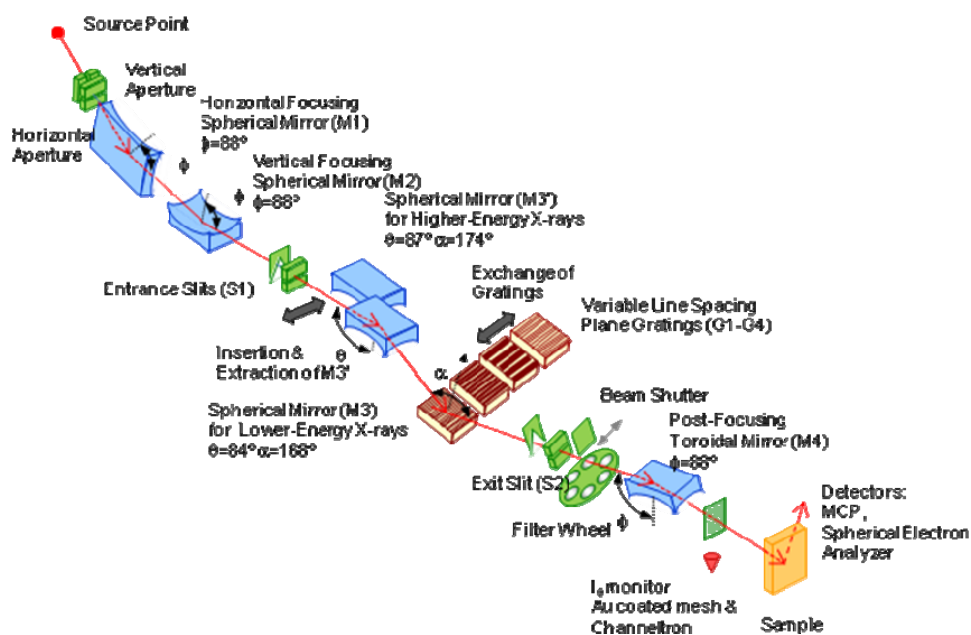 Source Point
Vertical
Aperture
Horizontal
Aperture
Horizontal Focusing
Spherical Mirror (M1)
ϕ=88°
ϕ
Vertical Focusing
Spherical Mirror(M2)
ϕ=88°
ϕ
Spherical Mirror (M3')
for Higher-Energy X-rays
θ=87° α=174°
Entrance Slits (S1)
Exchange of
Gratings
Variable Line Spacing
Plane Gratings (G1-G4)
θ
Insertion &
Extraction of M3'
α
Spherical Mirror (M3)
for Lower-Energy X-rays
θ=84° α=168°
Beam Shutter
Post-Focusing
Toroidal Mirror (M4)
ϕ=88°
Exit Slit (S2)
Filter Wheel
ϕ
Detectors:
MCP,
Spherical Electron
Analyzer
I₀ monitor
Au coated mesh &
Channeltron
Sample